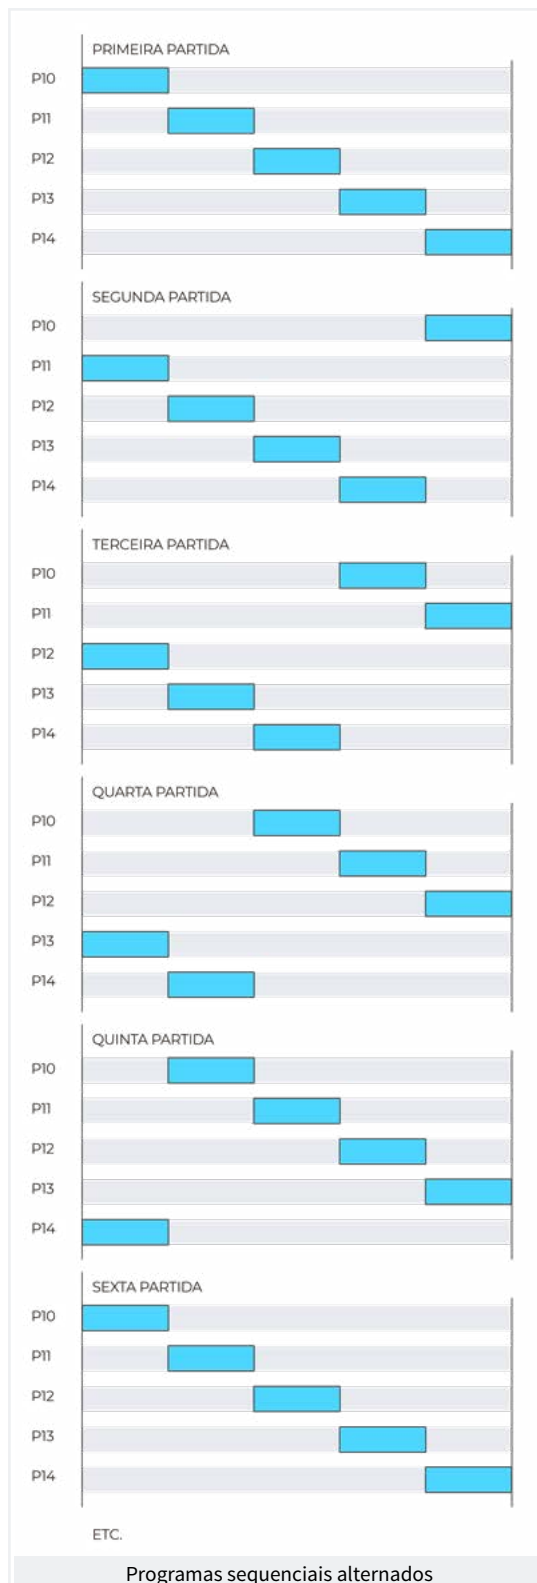 PRIMEIRA PARTIDA
P10
P11
P12
P13
P14
SEGUNDA PARTIDA
P10
P11
P12
P13
P14
TERCEIRA PARTIDA
P10
P11
P12
P13
P14
QUARTA PARTIDA
P10
P11
P12
P13
P14
QUINTA PARTIDA
P10
P11
P12
P13
P14
SEXTA PARTIDA
P10
P11
P12
P13
P14
ETC.
Programas sequenciais alternados